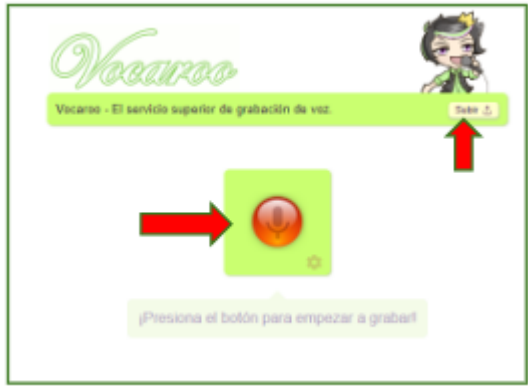 Vocaroo
Vocaroo - El servicio superior de grabación de voz.
Subir
¡Presiona el botón para empezar a grabar!